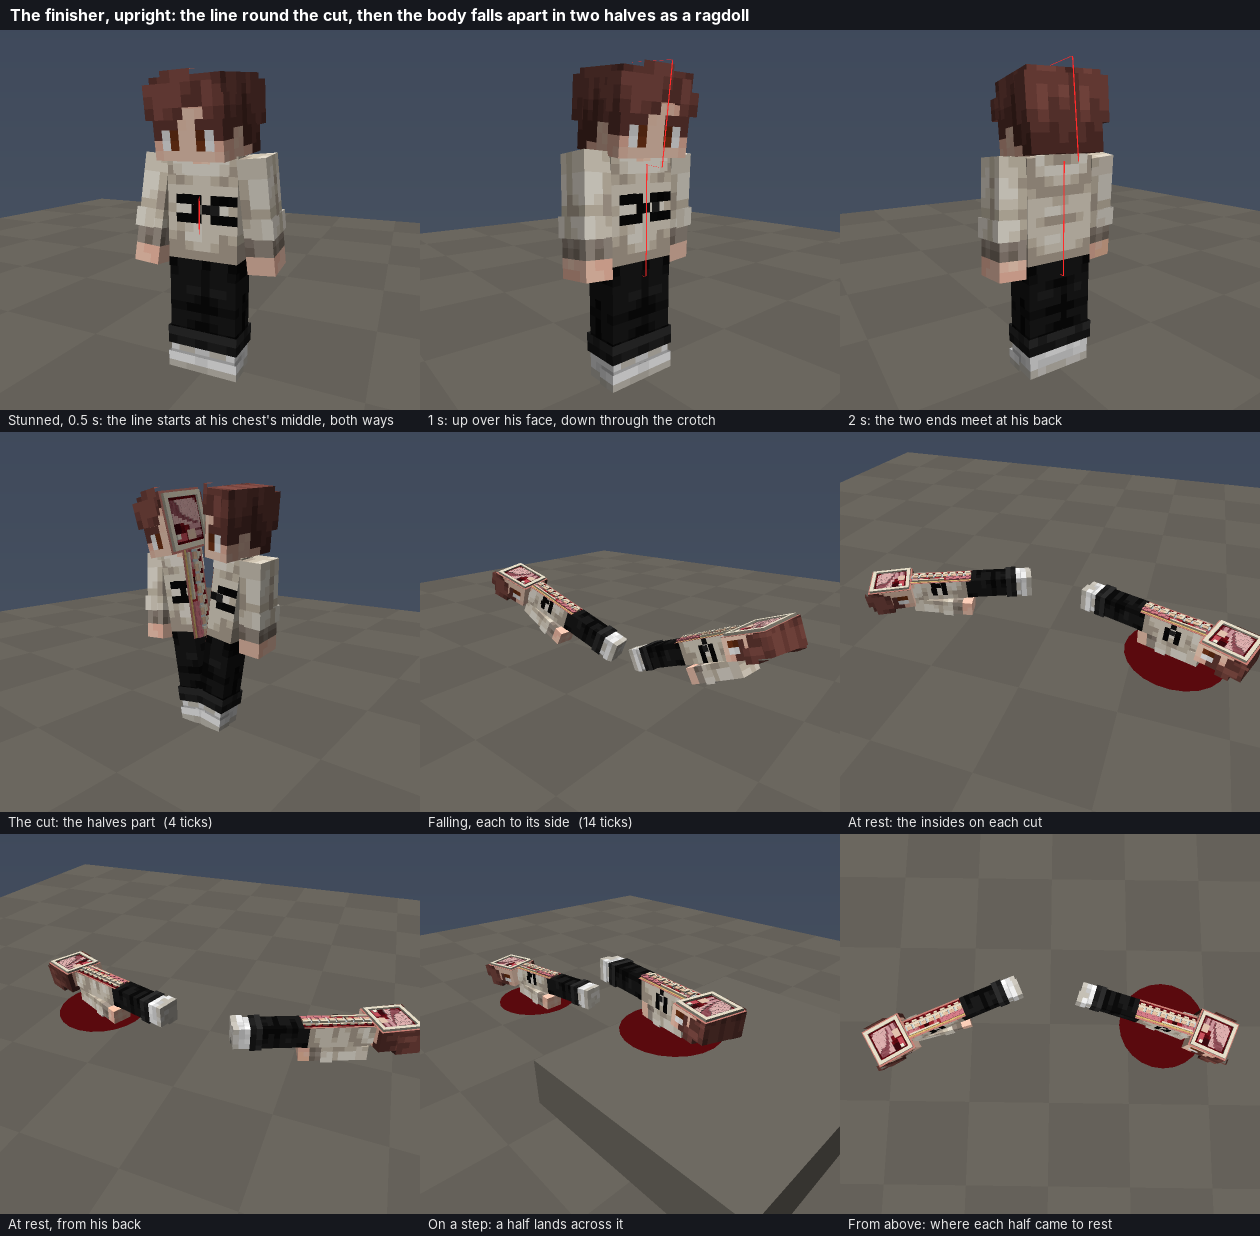 The finisher, upright: the line round the cut, then the body falls apart in two halves as a ragdoll
Stunned, 0.5 s: the line starts at his chest's middle, both ways
1 s: up over his face, down through the crotch
2 s: the two ends meet at his back
The cut: the halves part (4 ticks)
Falling, each to its side (14 ticks)
At rest: the insides on each cut
At rest, from his back
On a step: a half lands across it
From above: where each half came to rest